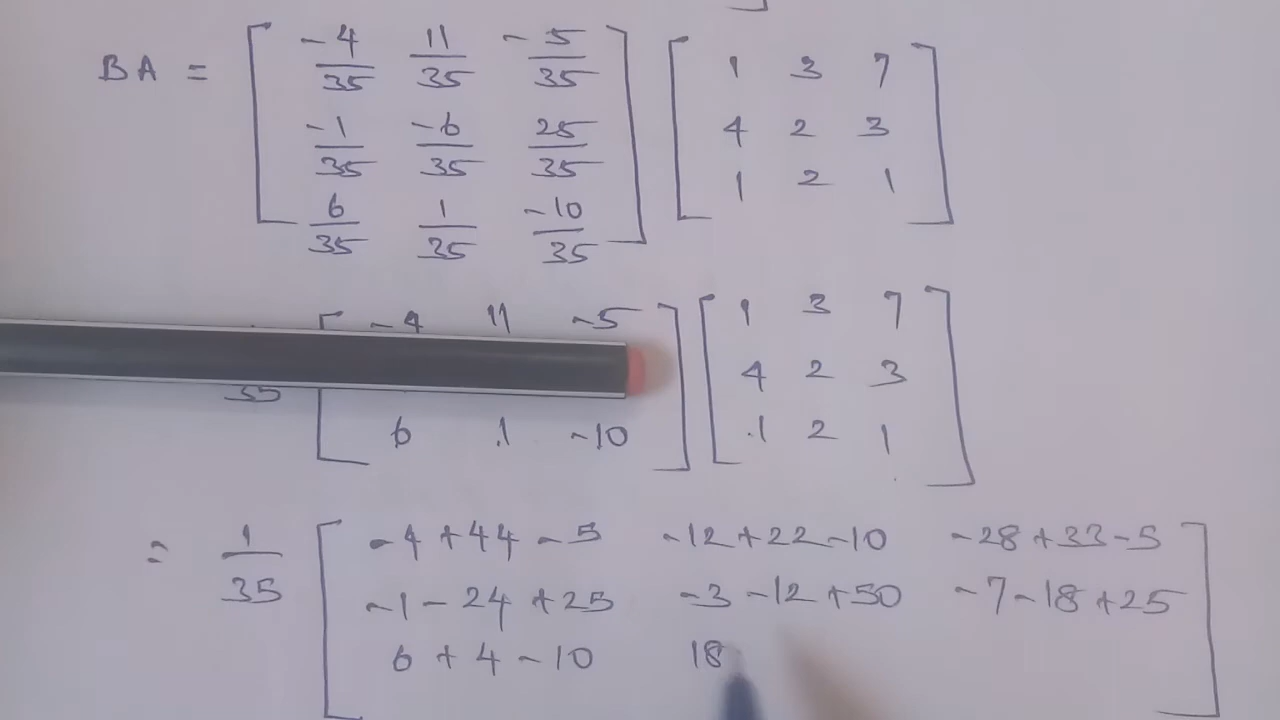 BA = [ -4/35 11/35 -5/35 ] [ 1 3 7 ]
-1/35 -6/35 25/35 4 2 3
6/35 1/35 -10/35 1 2 1
[ -4 11 -5 ] [ 1 3 7 ]
35 4 2 3
6 1 -10 1 2 1
= 1/35 [ -4+44-5 -12+22-10 -28+33-5 ]
-1-24+25 -3-12+50 -7-18+25
6+4-10 18